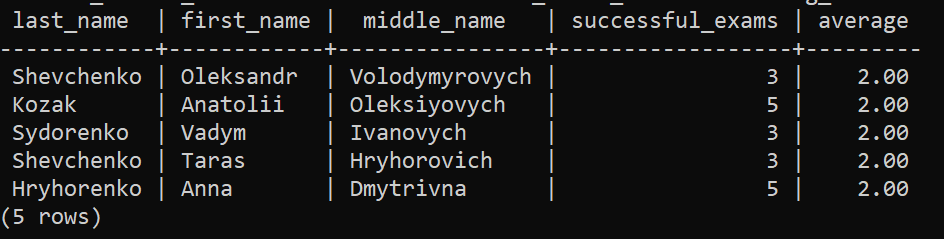 last_name | first_name | middle_name | successful_exams | average
------------+------------+----------------+------------------+---------
Shevchenko | Oleksandr | Volodymyrovych | 3 | 2.00
Kozak | Anatolii | Oleksiyovych | 5 | 2.00
Sydorenko | Vadym | Ivanovych | 3 | 2.00
Shevchenko | Taras | Hryhorovich | 3 | 2.00
Hryhorenko | Anna | Dmytrivna | 5 | 2.00
(5 rows)